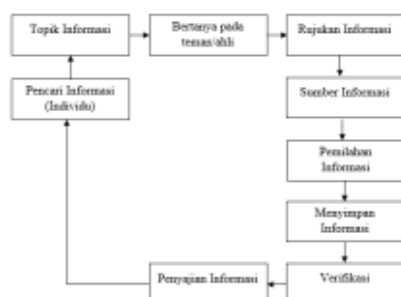 Topik Informasi
Bertanya pada
teman/ahli
Rujukan Informasi
Pencari Informasi
(Individu)
Sumber Informasi
Pemilahan
Informasi
Menyimpan
Informasi
Penyajian Informasi
Verifikasi